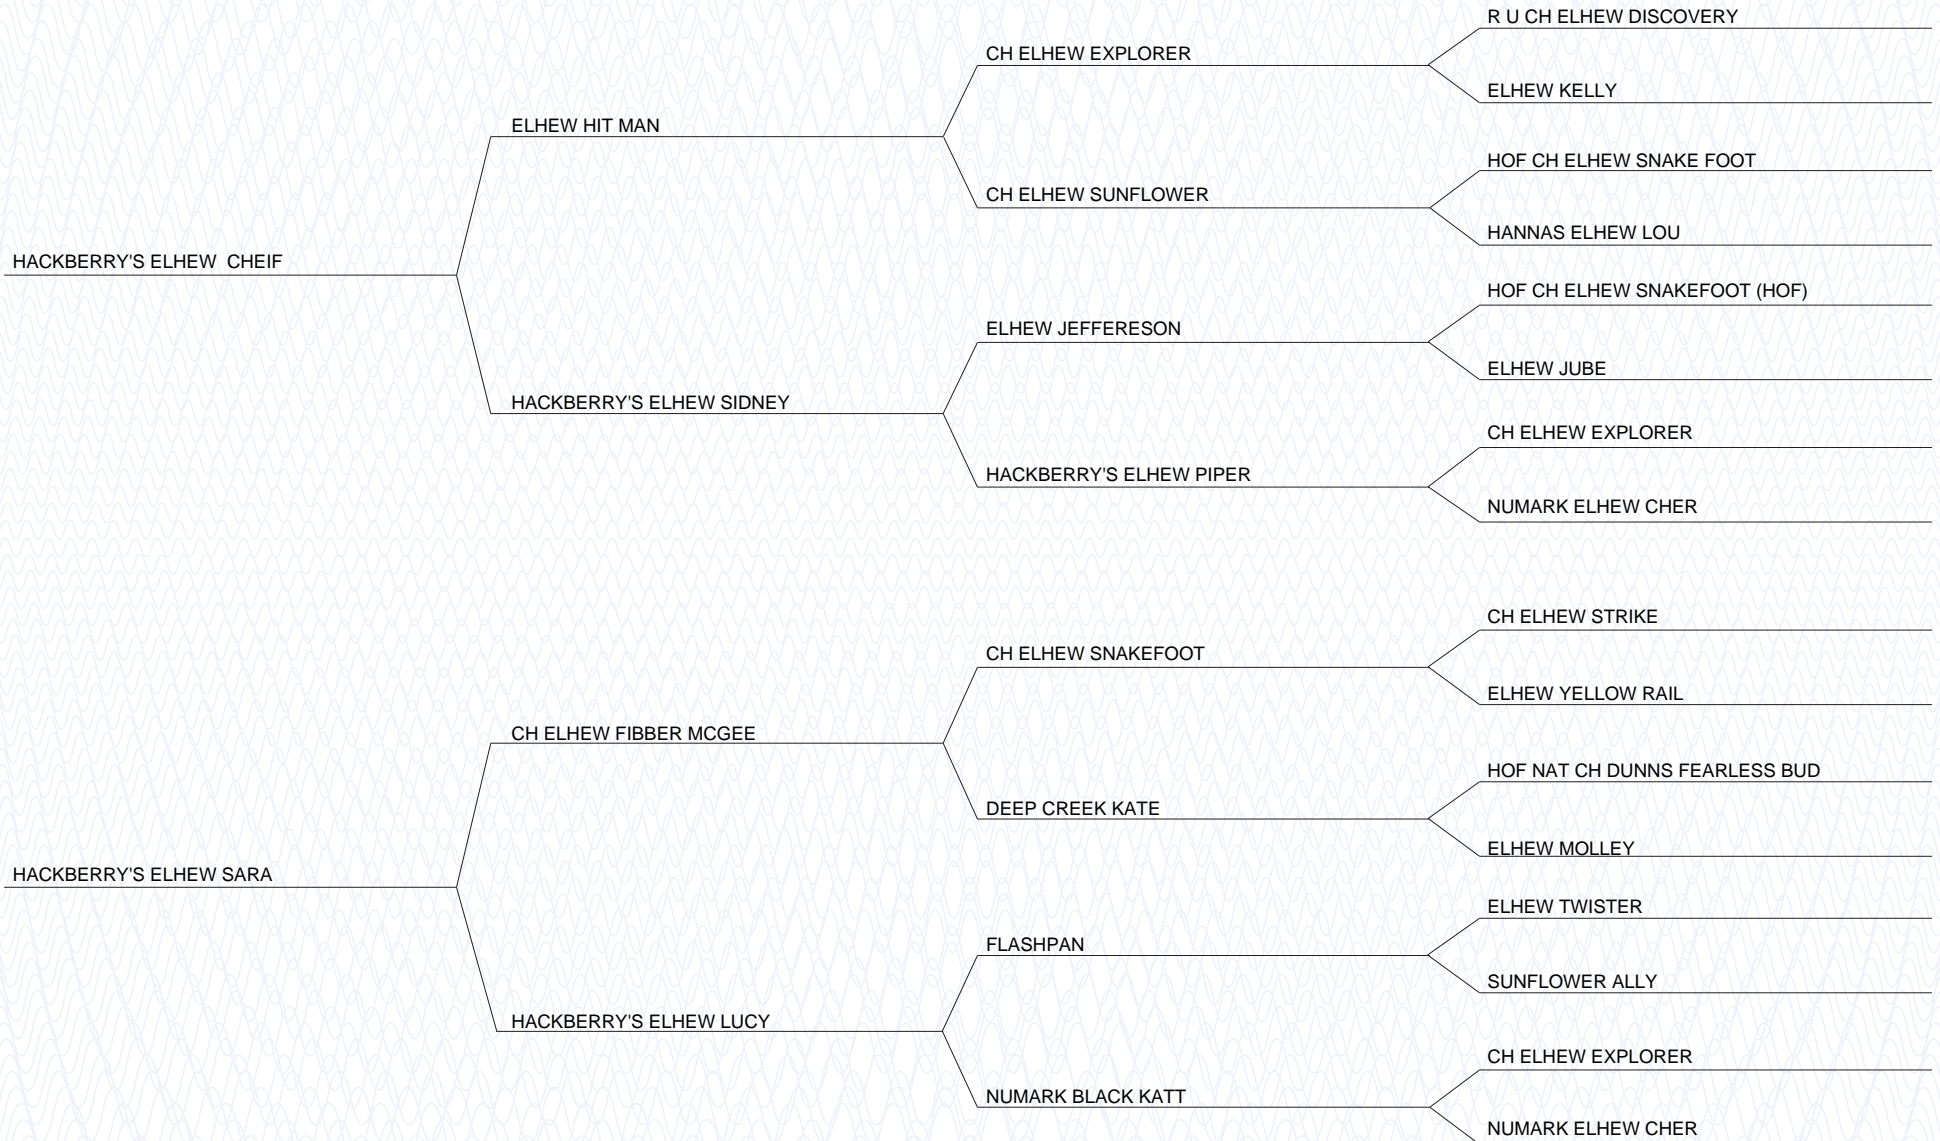 R U CH ELHEW DISCOVERY
CH ELHEW EXPLORER
ELHEW KELLY
ELHEW HIT MAN
HOF CH ELHEW SNAKE FOOT
CH ELHEW SUNFLOWER
HANNAS ELHEW LOU
HACKBERRY'S ELHEW  CHEIF
HOF CH ELHEW SNAKEFOOT (HOF)
ELHEW JEFFERESON
ELHEW JUBE
HACKBERRY'S ELHEW SIDNEY
CH ELHEW EXPLORER
HACKBERRY'S ELHEW PIPER
NUMARK ELHEW CHER
CH ELHEW STRIKE
CH ELHEW SNAKEFOOT
ELHEW YELLOW RAIL
CH ELHEW FIBBER MCGEE
HOF NAT CH DUNNS FEARLESS BUD
DEEP CREEK KATE
ELHEW MOLLEY
HACKBERRY'S ELHEW SARA
ELHEW TWISTER
FLASHPAN
SUNFLOWER ALLY
HACKBERRY'S ELHEW LUCY
CH ELHEW EXPLORER
NUMARK BLACK KATT
NUMARK ELHEW CHER